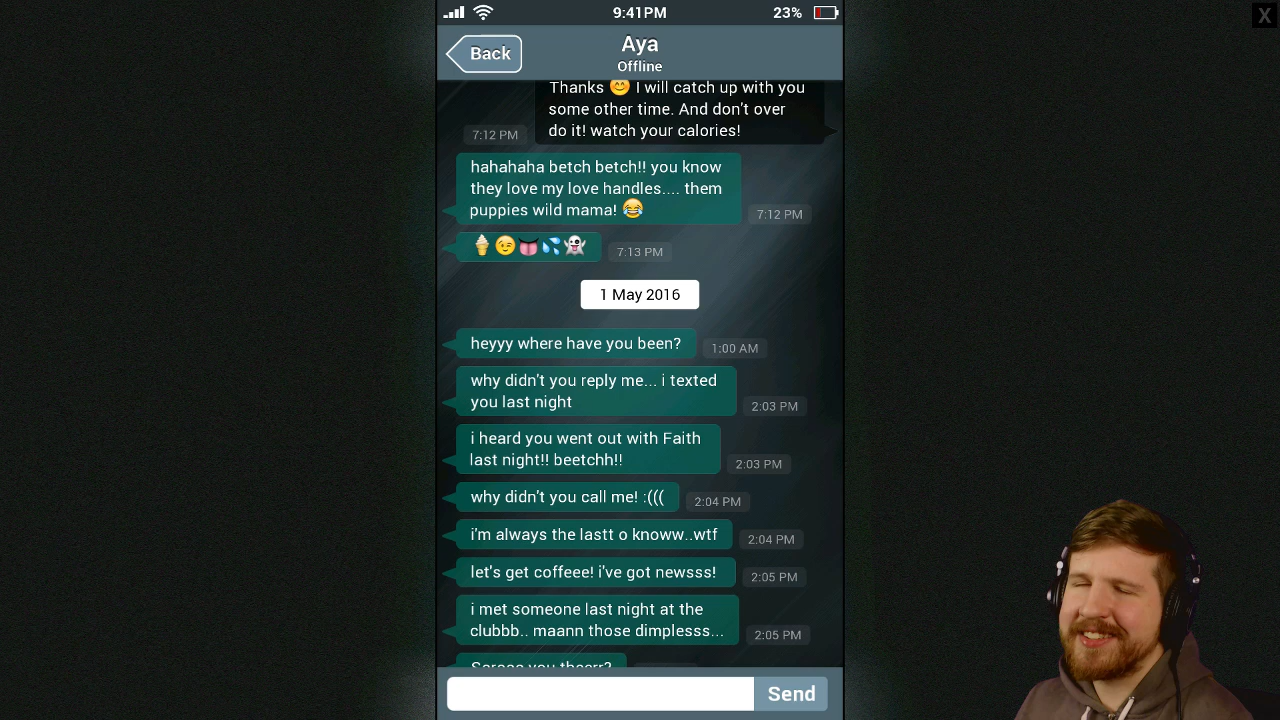 9:41PM
23%
X
Back
Aya
Offline
Thanks 😊 I will catch up with you
some other time. And don't over
do it! watch your calories!
7:12 PM
hahahaha betch betch!! you know
they love my love handles.... them
puppies wild mama! 😂
7:12 PM
🍦😉👅💦👻
7:13 PM
1 May 2016
heyyy where have you been?
1:00 AM
why didn't you reply me... i texted
you last night
2:03 PM
i heard you went out with Faith
last night!! beetchh!!
2:03 PM
why didn't you call me! :(((
2:04 PM
i'm always the lastt o knoww..wtf
2:04 PM
let's get coffeee! i've got newsss!
2:05 PM
i met someone last night at the
clubbb.. maann those dimplesss...
2:05 PM
you
Send